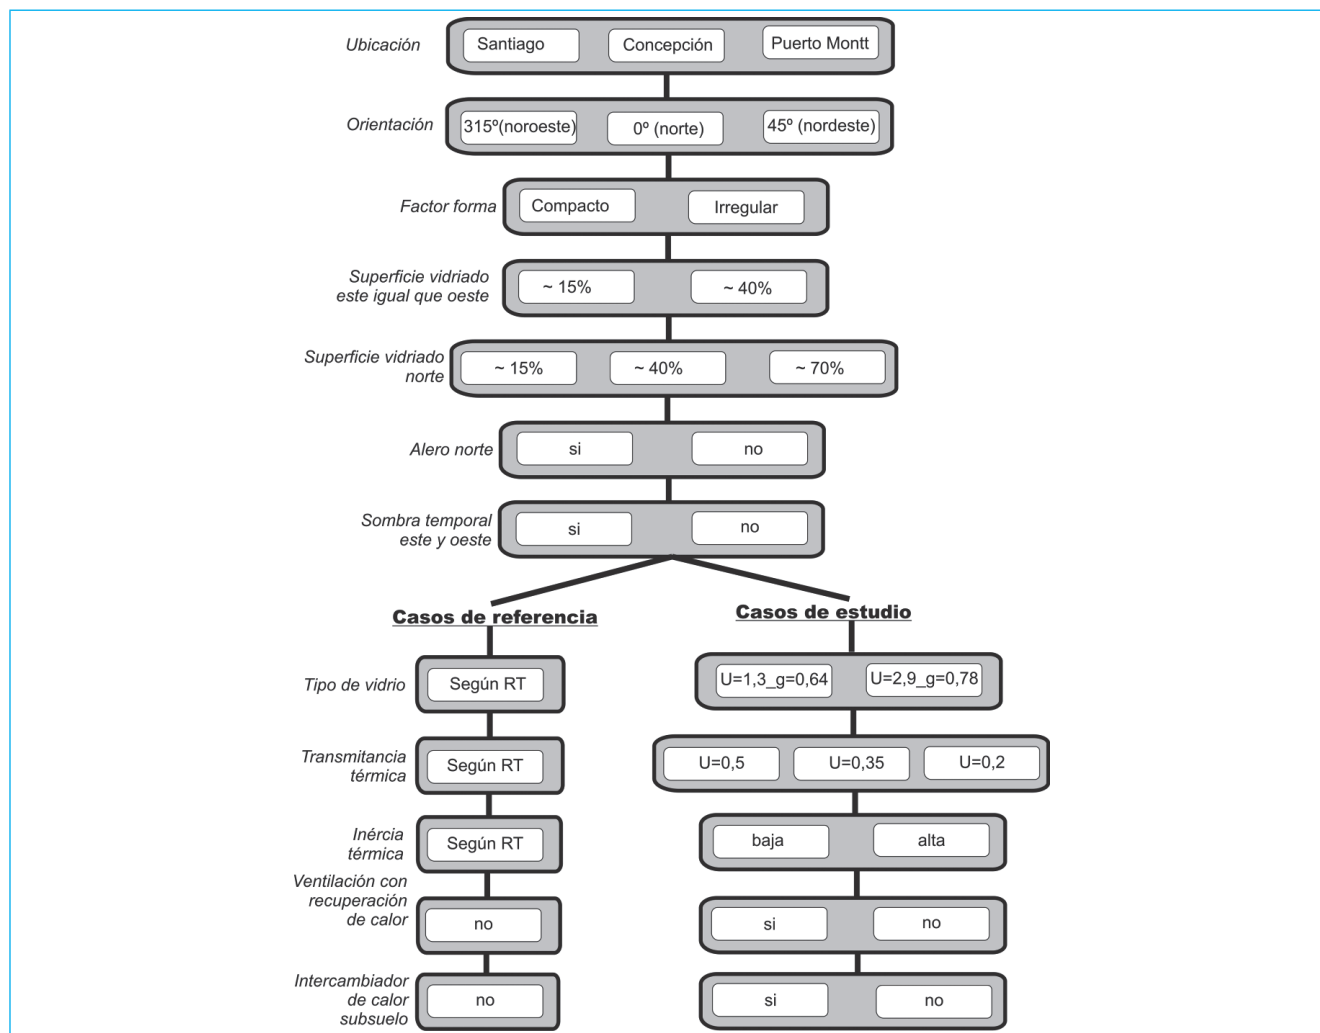 Ubicación
Santiago
Concepción
Puerto Montt
Orientación
315º(noroeste)
0º (norte)
45º (nordeste)
Factor forma
Compacto
Irregular
Superficie vidriado
este igual que oeste
~ 15%
~ 40%
Superficie vidriado
norte
~ 15%
~ 40%
~ 70%
Alero norte
si
no
Sombra temporal
este y oeste
si
no
Casos de referencia
Casos de estudio
Tipo de vidrio
Según RT
U=1,3_g=0,64
U=2,9_g=0,78
Transmitancia
térmica
Según RT
U=0,5
U=0,35
U=0,2
Inércia
térmica
Según RT
baja
alta
Ventilación con
recuperación
de calor
no
si
no
Intercambiador
de calor
subsuelo
no
si
no